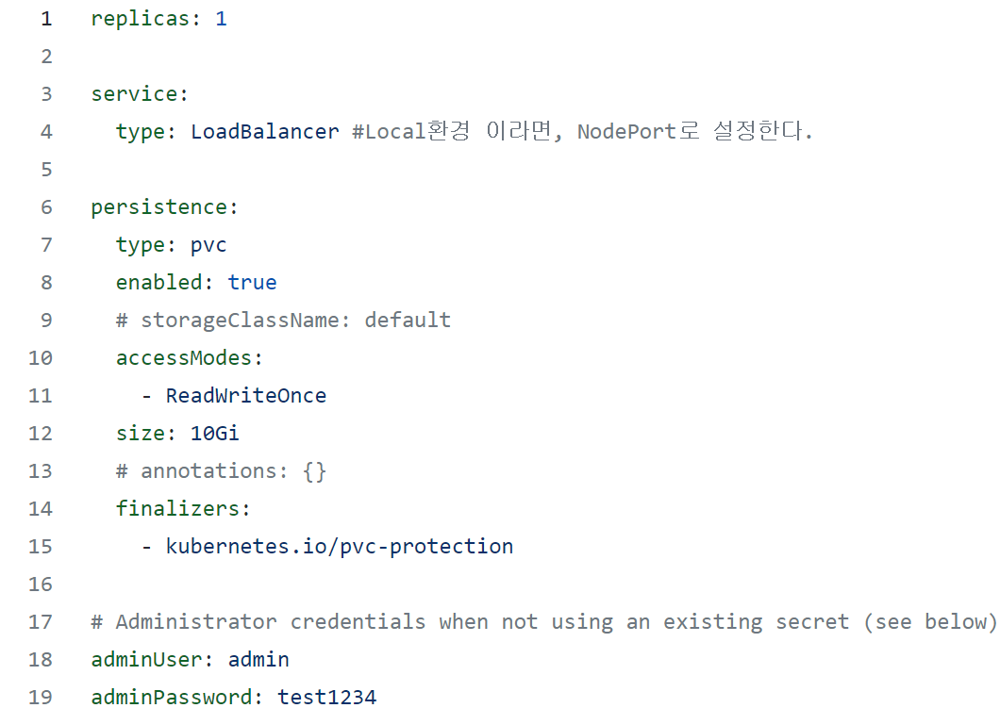 1 replicas: 1
2
3 service:
4   type: LoadBalancer #Local환경 이라면, NodePort로 설정한다.
5
6 persistence:
7   type: pvc
8   enabled: true
9   # storageClassName: default
10   accessModes:
11     - ReadWriteOnce
12   size: 10Gi
13   # annotations: {}
14   finalizers:
15     - kubernetes.io/pvc-protection
16
17 # Administrator credentials when not using an existing secret (see below)
18 adminUser: admin
19 adminPassword: test1234